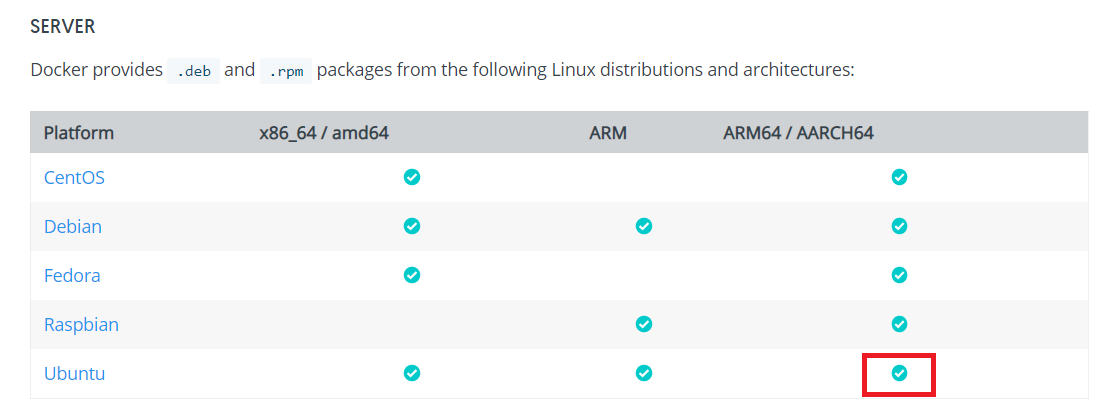 SERVER
Docker provides .deb and .rpm packages from the following Linux distributions and architectures:
Platform x86_64 / amd64 ARM ARM64 / AARCH64
CentOS
Debian
Fedora
Raspbian
Ubuntu